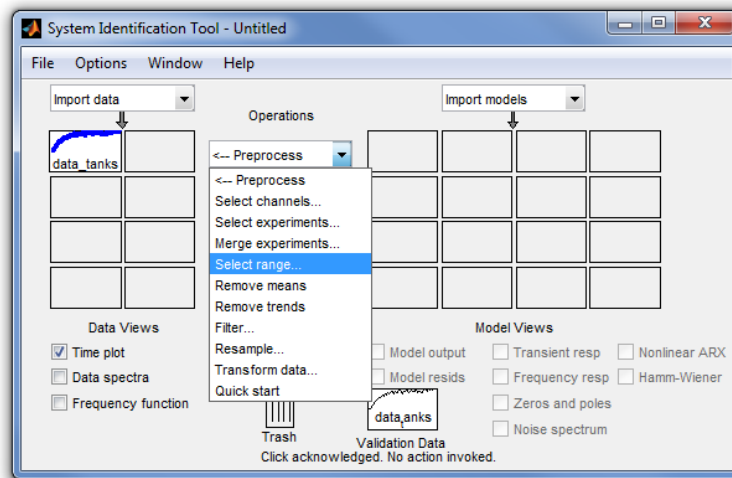 System Identification Tool - Untitled
File Options Window Help
Import data
Operations
Import models
data_tanks
<-- Preprocess
<-- Preprocess
Select channels...
Select experiments...
Merge experiments...
Select range...
Remove means
Remove trends
Filter...
Resample...
Transform data...
Quick start
Data Views
Time plot
Data spectra
Frequency function
Model Views
Model output Transient resp Nonlinear ARX
Model resids Frequency resp Hamm-Wiener
Zeros and poles
Noise spectrum
Trash
data_tanks
Validation Data
Click acknowledged. No action invoked.